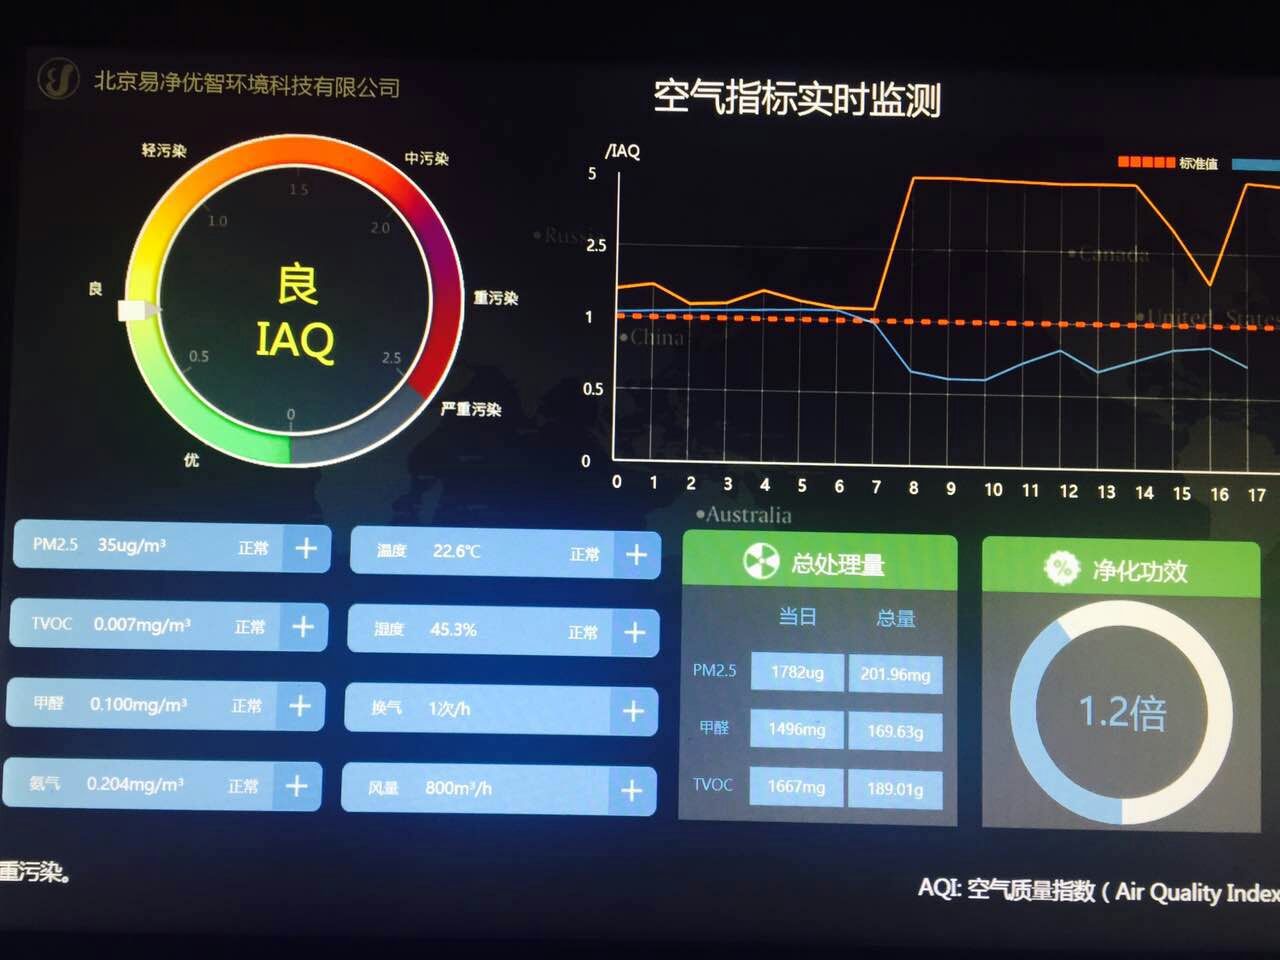 北京易净优智环境科技有限公司
空气指标实时监测
轻污染
中污染
重污染
严重污染
良
优
1.5
1.0
2.0
0.5
2.5
0
良
IAQ
/IAQ
标准值
5
2.5
1
0.5
0
0 1 2 3 4 5 6 7 8 9 10 11 12 13 14 15 16 17
Russia
Canada
United States
China
Australia
PM2.5 35ug/m³ 正常 +
温度 22.6℃ 正常 +
TVOC 0.007mg/m³ 正常 +
湿度 45.3% 正常 +
甲醛 0.100mg/m³ 正常 +
换气 1次/h +
氨气 0.204mg/m³ 正常 +
风量 800m³/h +
总处理量
当日 总量
PM2.5 1782ug 201.96mg
甲醛 1496mg 169.63g
TVOC 1667mg 189.01g
% 净化功效
1.2倍
重污染。
AQI: 空气质量指数 ( Air Quality Index